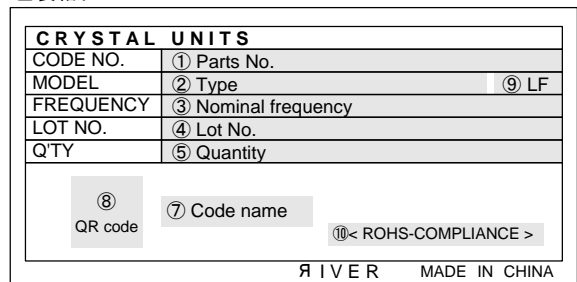 CRYSTAL UNITS
CODE NO. ① Parts No.
MODEL ② Type ⑨ LF
FREQUENCY ③ Nominal frequency
LOT NO. ④ Lot No.
Q'TY ⑤ Quantity
⑧
QR code
⑦ Code name
⑩< ROHS-COMPLIANCE >
ЯIVER MADE IN CHINA